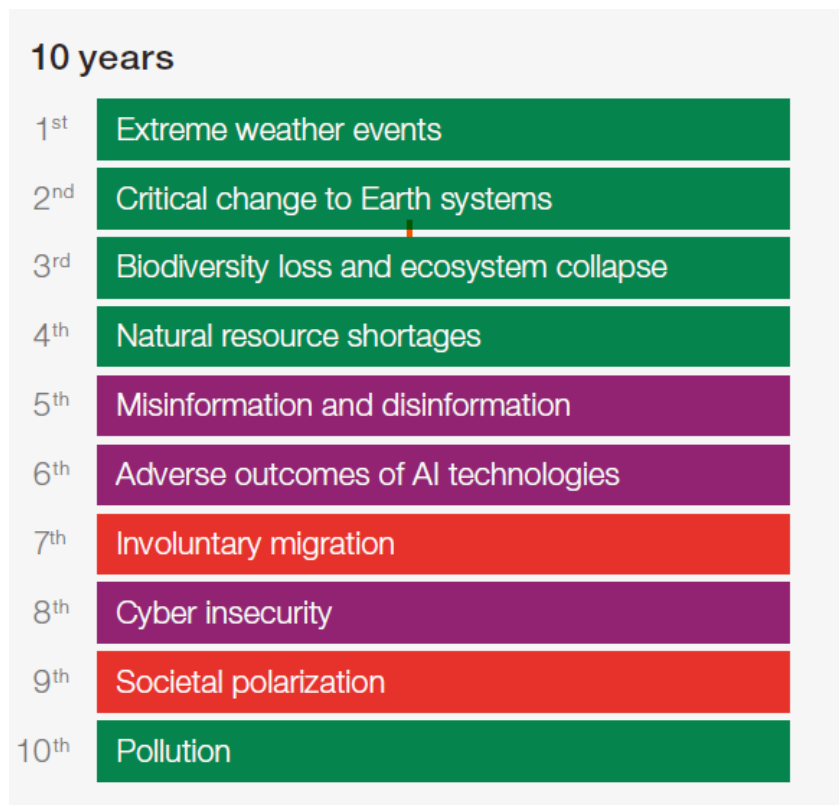 10 years
1st Extreme weather events
2nd Critical change to Earth systems
3rd Biodiversity loss and ecosystem collapse
4th Natural resource shortages
5th Misinformation and disinformation
6th Adverse outcomes of AI technologies
7th Involuntary migration
8th Cyber insecurity
9th Societal polarization
10th Pollution